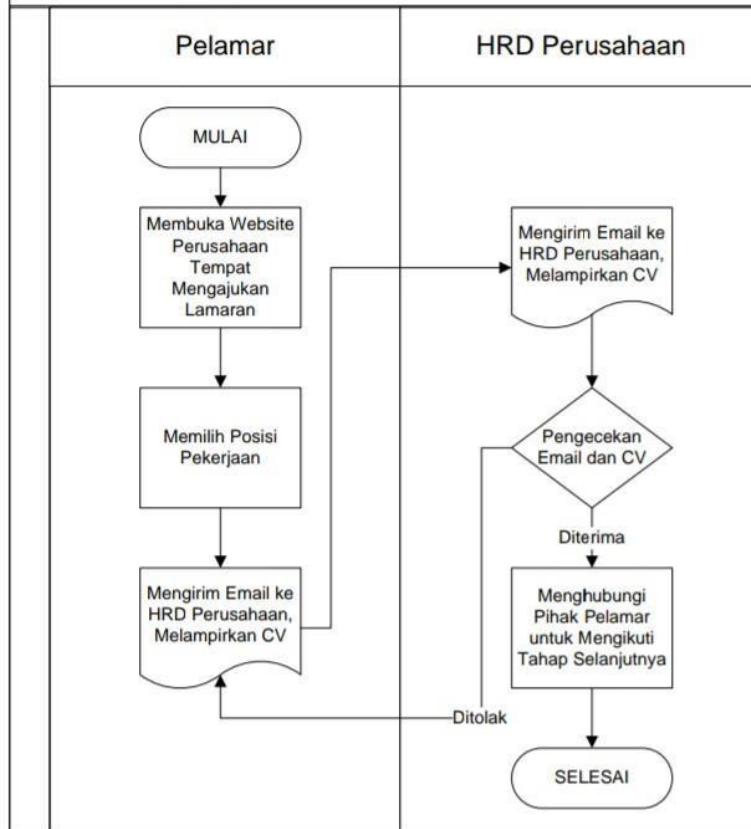 Pelamar
HRD Perusahaan
MULAI
Membuka Website
Perusahaan
Tempat
Mengajukan
Lamaran
Memilih Posisi
Pekerjaan
Mengirim Email ke
HRD Perusahaan,
Melampirkan CV
Mengirim Email ke
HRD Perusahaan,
Melampirkan CV
Pengecekan
Email dan CV
Diterima
Menghubungi
Pihak Pelamar
untuk Mengikuti
Tahap Selanjutnya
Ditolak
SELESAI